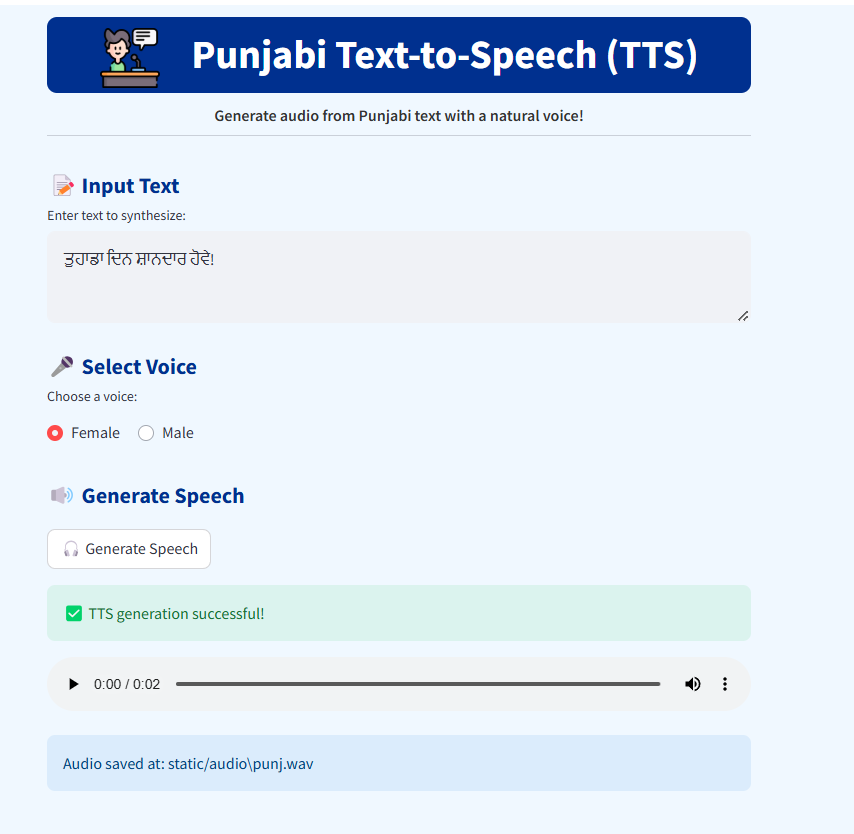 Punjabi Text-to-Speech (TTS)
Generate audio from Punjabi text with a natural voice!
Input Text
Enter text to synthesize:
ਤੁਹਾਡਾ ਦਿਨ ਸ਼ਾਨਦਾਰ ਹੋਵੇ!
Select Voice
Choose a voice:
Female Male
Generate Speech
Generate Speech
TTS generation successful!
0:00 / 0:02
Audio saved at: static/audio\punj.wav